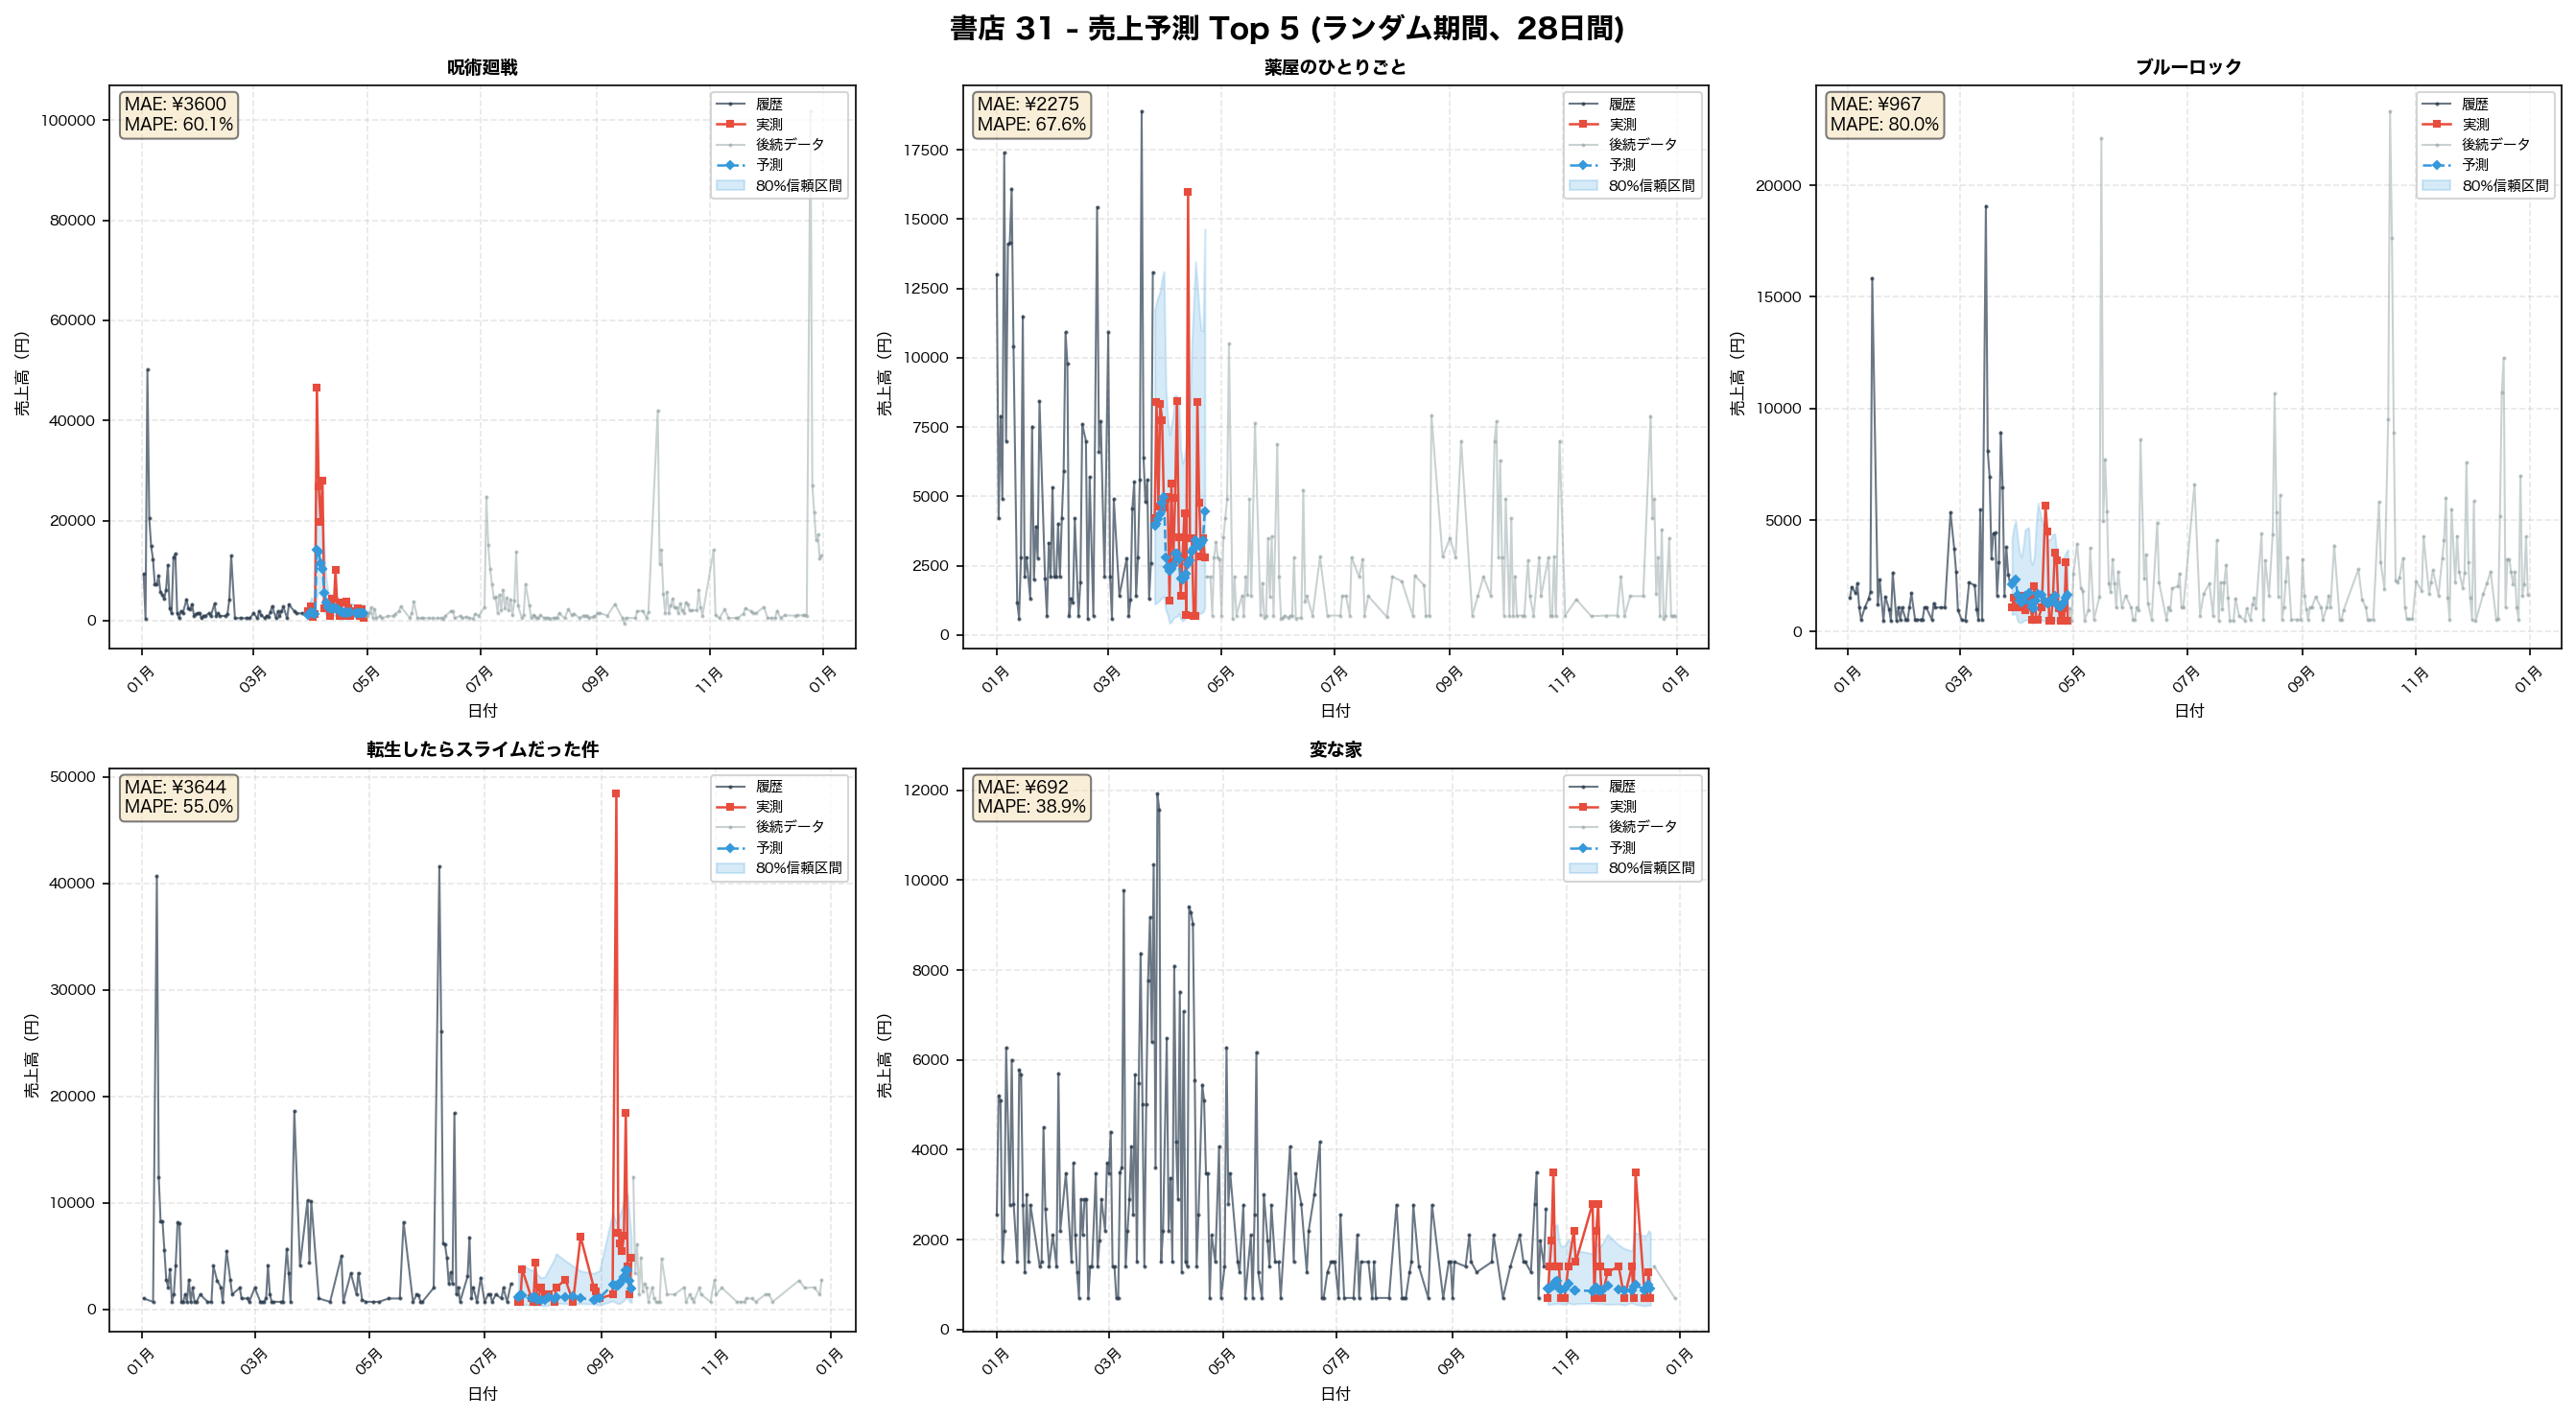 書店 31 - 売上予測 Top 5 (ランダム期間、28日間)
呪術廻戦
MAE: ¥3600
MAPE: 60.1%
履歴
実測
後続データ
予測
80%信頼区間
100000
80000
60000
40000
20000
0
売上高（円）
01月
03月
05月
07月
09月
11月
01月
日付
薬屋のひとりごと
MAE: ¥2275
MAPE: 67.6%
履歴
実測
後続データ
予測
80%信頼区間
17500
15000
12500
10000
7500
5000
2500
0
売上高（円）
01月
03月
05月
07月
09月
11月
01月
日付
ブルーロック
MAE: ¥967
MAPE: 80.0%
履歴
実測
後続データ
予測
80%信頼区間
20000
15000
10000
5000
0
売上高（円）
01月
03月
05月
07月
09月
11月
01月
日付
転生したらスライムだった件
MAE: ¥3644
MAPE: 55.0%
履歴
実測
後続データ
予測
80%信頼区間
50000
40000
30000
20000
10000
0
売上高（円）
01月
03月
05月
07月
09月
11月
01月
日付
変な家
MAE: ¥692
MAPE: 38.9%
履歴
実測
後続データ
予測
80%信頼区間
12000
10000
8000
6000
4000
2000
0
売上高（円）
01月
03月
05月
07月
09月
11月
01月
日付